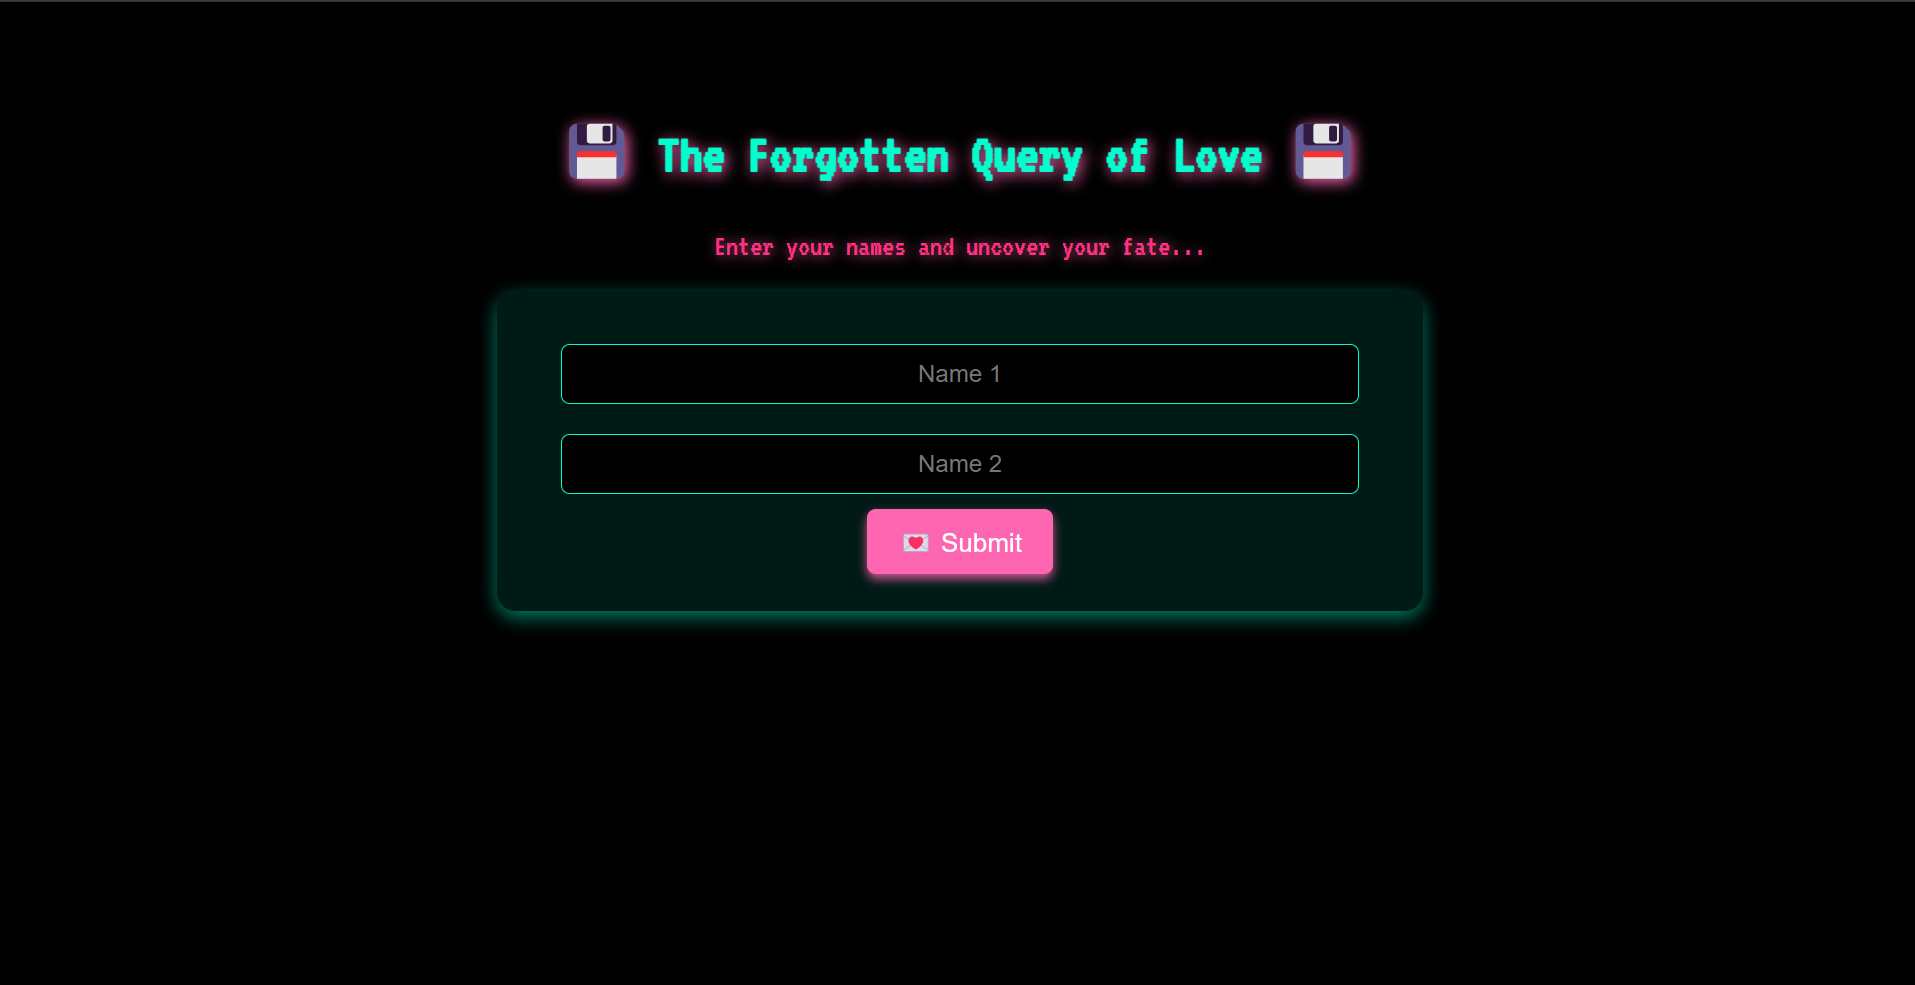 💾 The Forgotten Query of Love 💾
Enter your names and uncover your fate...
Name 1
Name 2
💌 Submit